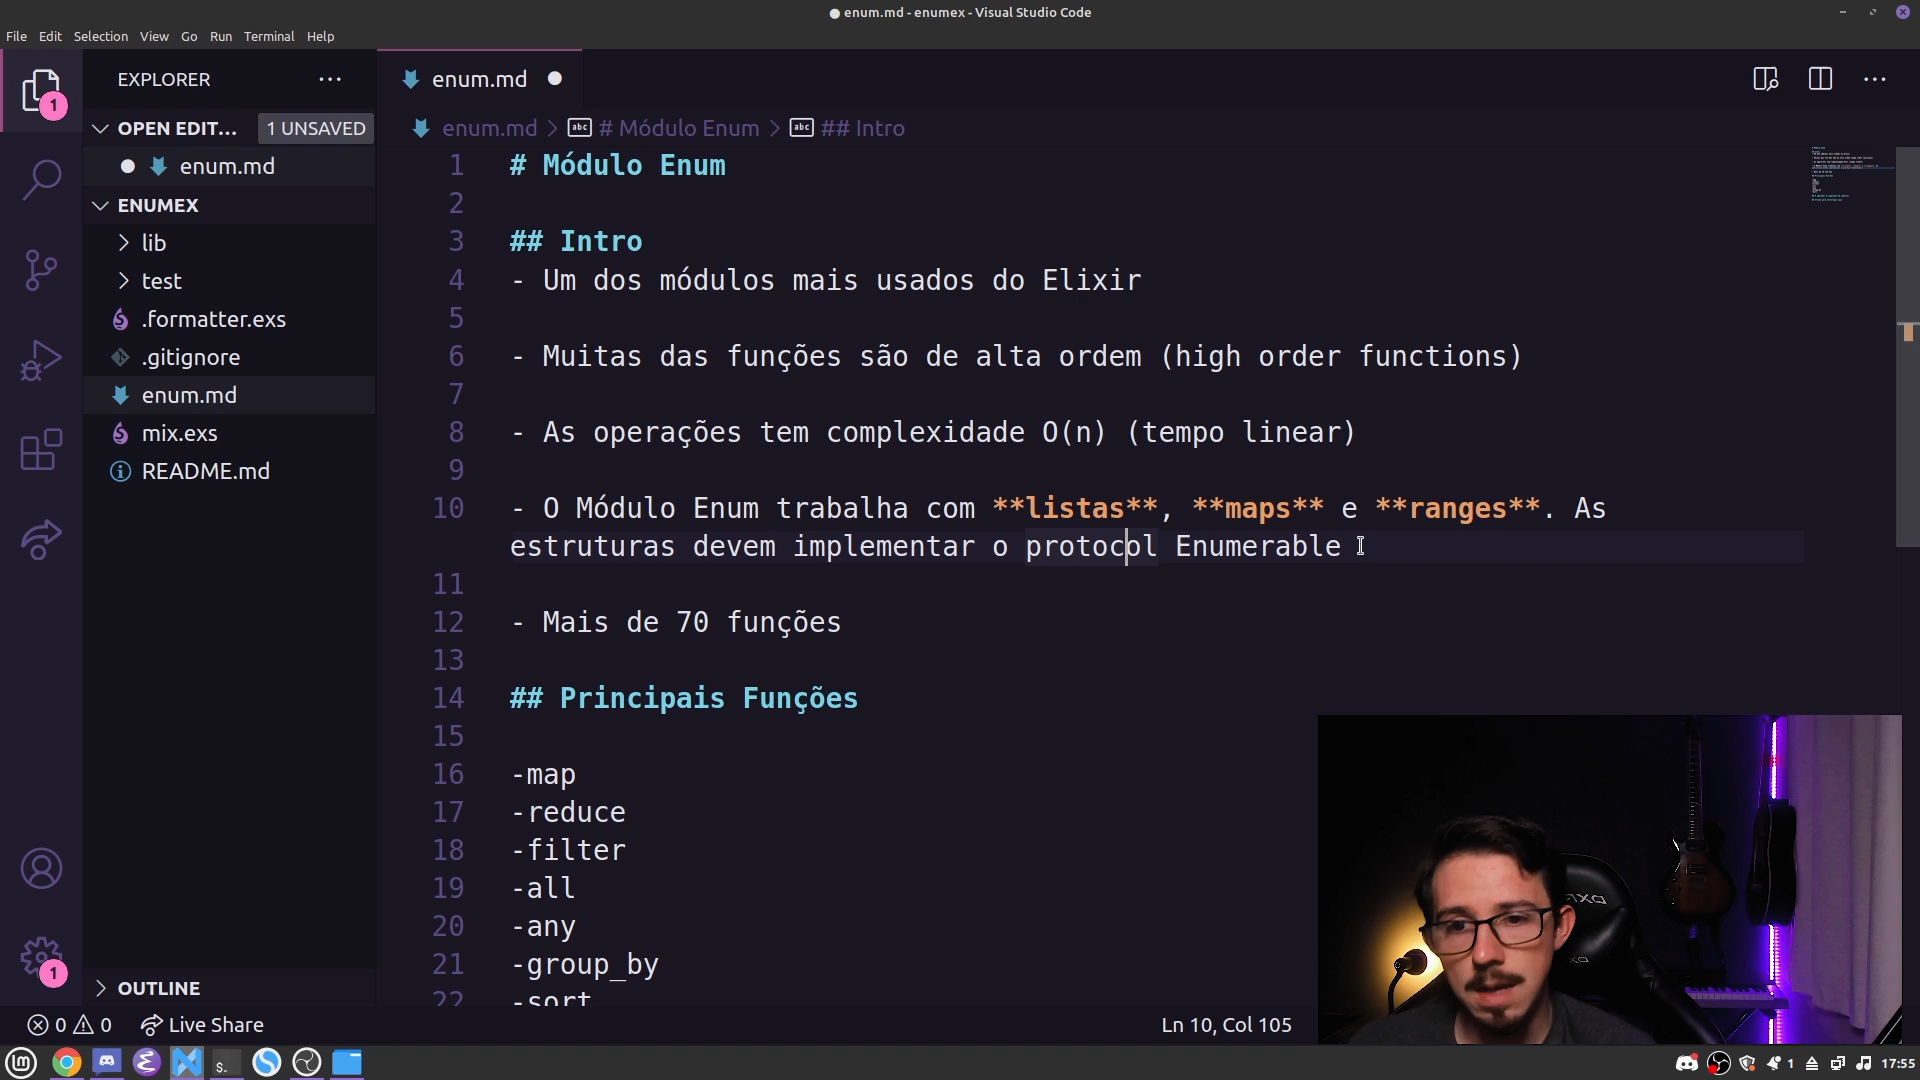 enum.md - enumex - Visual Studio Code
File Edit Selection View Go Run Terminal Help
EXPLORER
enum.md
OPEN EDIT... 1 UNSAVED
enum.md
enum.md > # Módulo Enum > ## Intro
ENUMEX
lib
test
.formatter.exs
.gitignore
enum.md
mix.exs
README.md
OUTLINE
1 # Módulo Enum
2
3 ## Intro
4 - Um dos módulos mais usados do Elixir
5
6 - Muitas das funções são de alta ordem (high order functions)
7
8 - As operações tem complexidade O(n) (tempo linear)
9
10 - O Módulo Enum trabalha com **listas**, **maps** e **ranges**. As
estruturas devem implementar o protocol Enumerable
11
12 - Mais de 70 funções
13
14 ## Principais Funções
15
16 -map
17 -reduce
18 -filter
19 -all
20 -any
21 -group_by
22 -sort
1
1
0 0 Live Share
Ln 10, Col 105
1 17:55